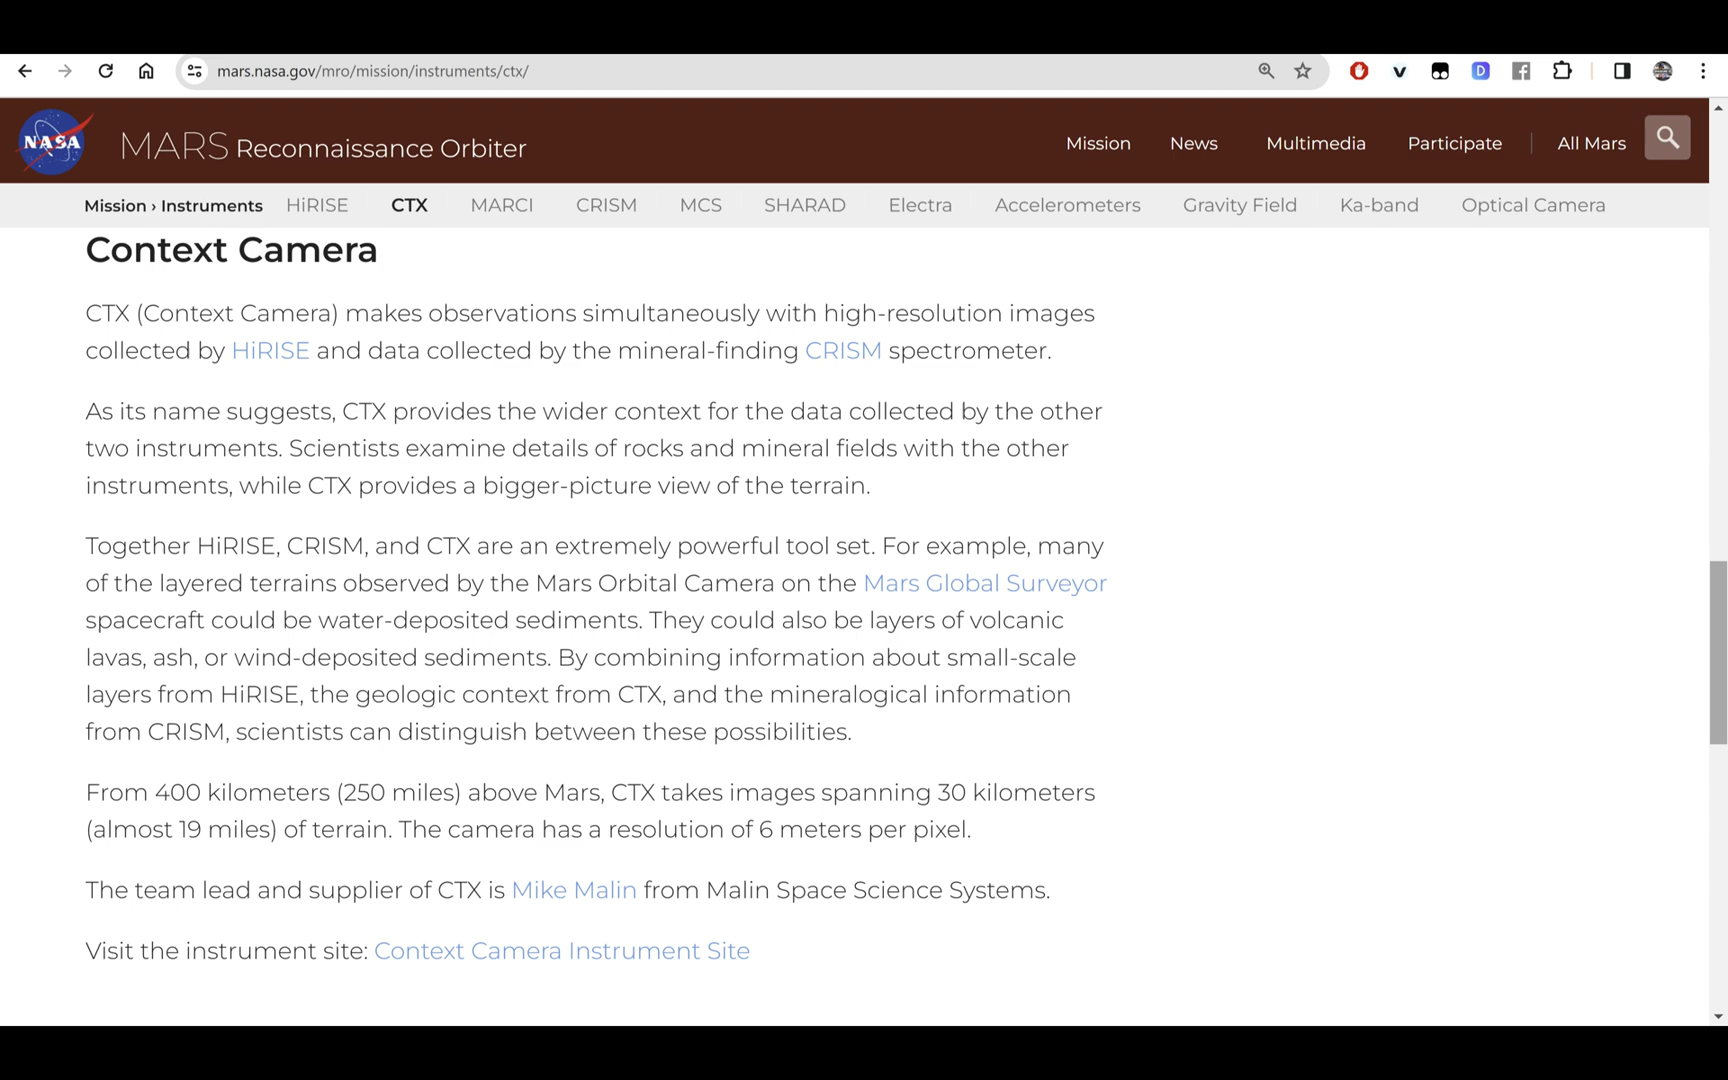 mars.nasa.gov/mro/mission/instruments/ctx/
NASA
MARS Reconnaissance Orbiter
Mission News Multimedia Participate All Mars
Mission › Instruments HiRISE CTX MARCI CRISM MCS SHARAD Electra Accelerometers Gravity Field Ka-band Optical Camera
Context Camera
CTX (Context Camera) makes observations simultaneously with high-resolution images
collected by HiRISE and data collected by the mineral-finding CRISM spectrometer.
As its name suggests, CTX provides the wider context for the data collected by the other
two instruments. Scientists examine details of rocks and mineral fields with the other
instruments, while CTX provides a bigger-picture view of the terrain.
Together HiRISE, CRISM, and CTX are an extremely powerful tool set. For example, many
of the layered terrains observed by the Mars Orbital Camera on the Mars Global Surveyor
spacecraft could be water-deposited sediments. They could also be layers of volcanic
lavas, ash, or wind-deposited sediments. By combining information about small-scale
layers from HiRISE, the geologic context from CTX, and the mineralogical information
from CRISM, scientists can distinguish between these possibilities.
From 400 kilometers (250 miles) above Mars, CTX takes images spanning 30 kilometers
(almost 19 miles) of terrain. The camera has a resolution of 6 meters per pixel.
The team lead and supplier of CTX is Mike Malin from Malin Space Science Systems.
Visit the instrument site: Context Camera Instrument Site